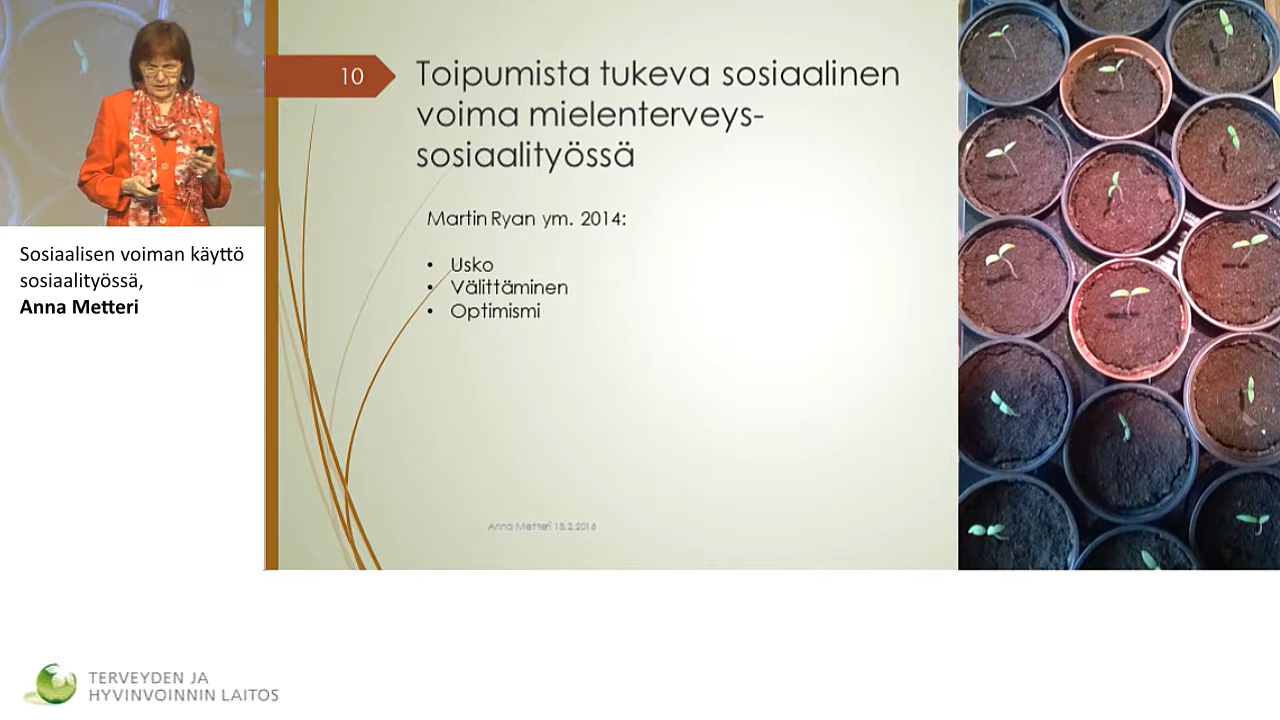 10
Toipumista tukeva sosiaalinen
voima mielenterveys-
sosiaalityössä
Martin Ryan ym. 2014:
• Usko
• Välittäminen
• Optimismi
Anna Metteri 18.2.2016
Sosiaalisen voiman käyttö
sosiaalityössä,
Anna Metteri
TERVEYDEN JA
HYVINVOINNIN LAITOS